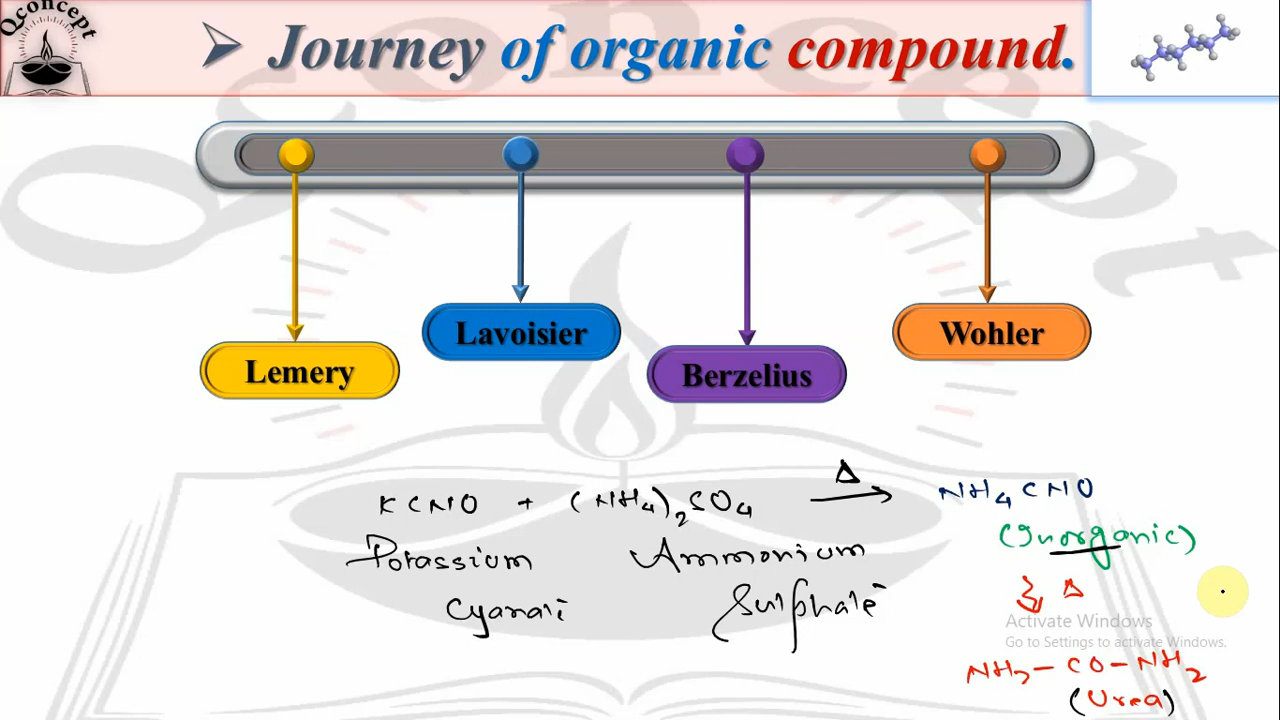 Qconcept
➢ Journey of organic compound.
Lemery
Lavoisier
Berzelius
Wohler
KCNO + (NH4)2SO4 Δ → NH4CNO
Potassium Ammonium (Inorganic)
Cyanate Sulphate Δ
Activate Windows
Go to Settings to activate Windows.
NH2-CO-NH2
(Urea)